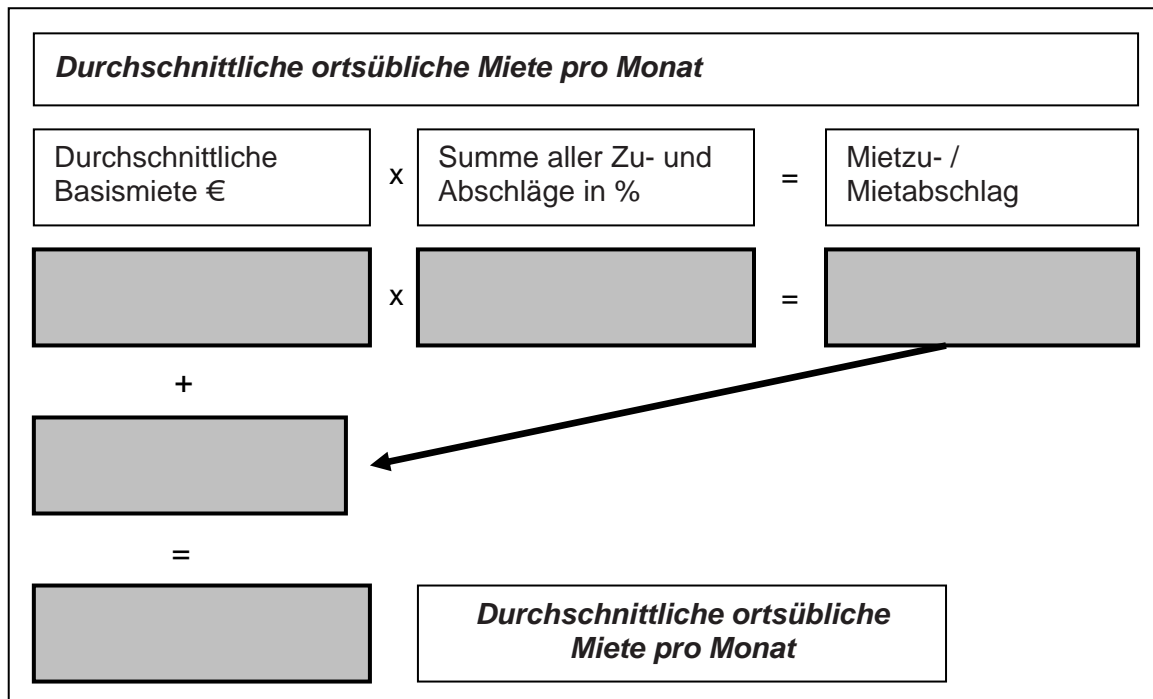 Durchschnittliche ortsübliche Miete pro Monat
Durchschnittliche
Basismiete €
x
Summe aller Zu- und
Abschläge in %
=
Mietzu- /
Mietabschlag
x
=
+
=
Durchschnittliche ortsübliche
Miete pro Monat